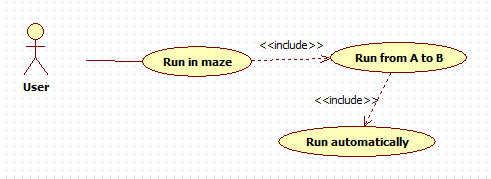 <<include>>
Run in maze
Run from A to B
User
<<include>>
Run automatically